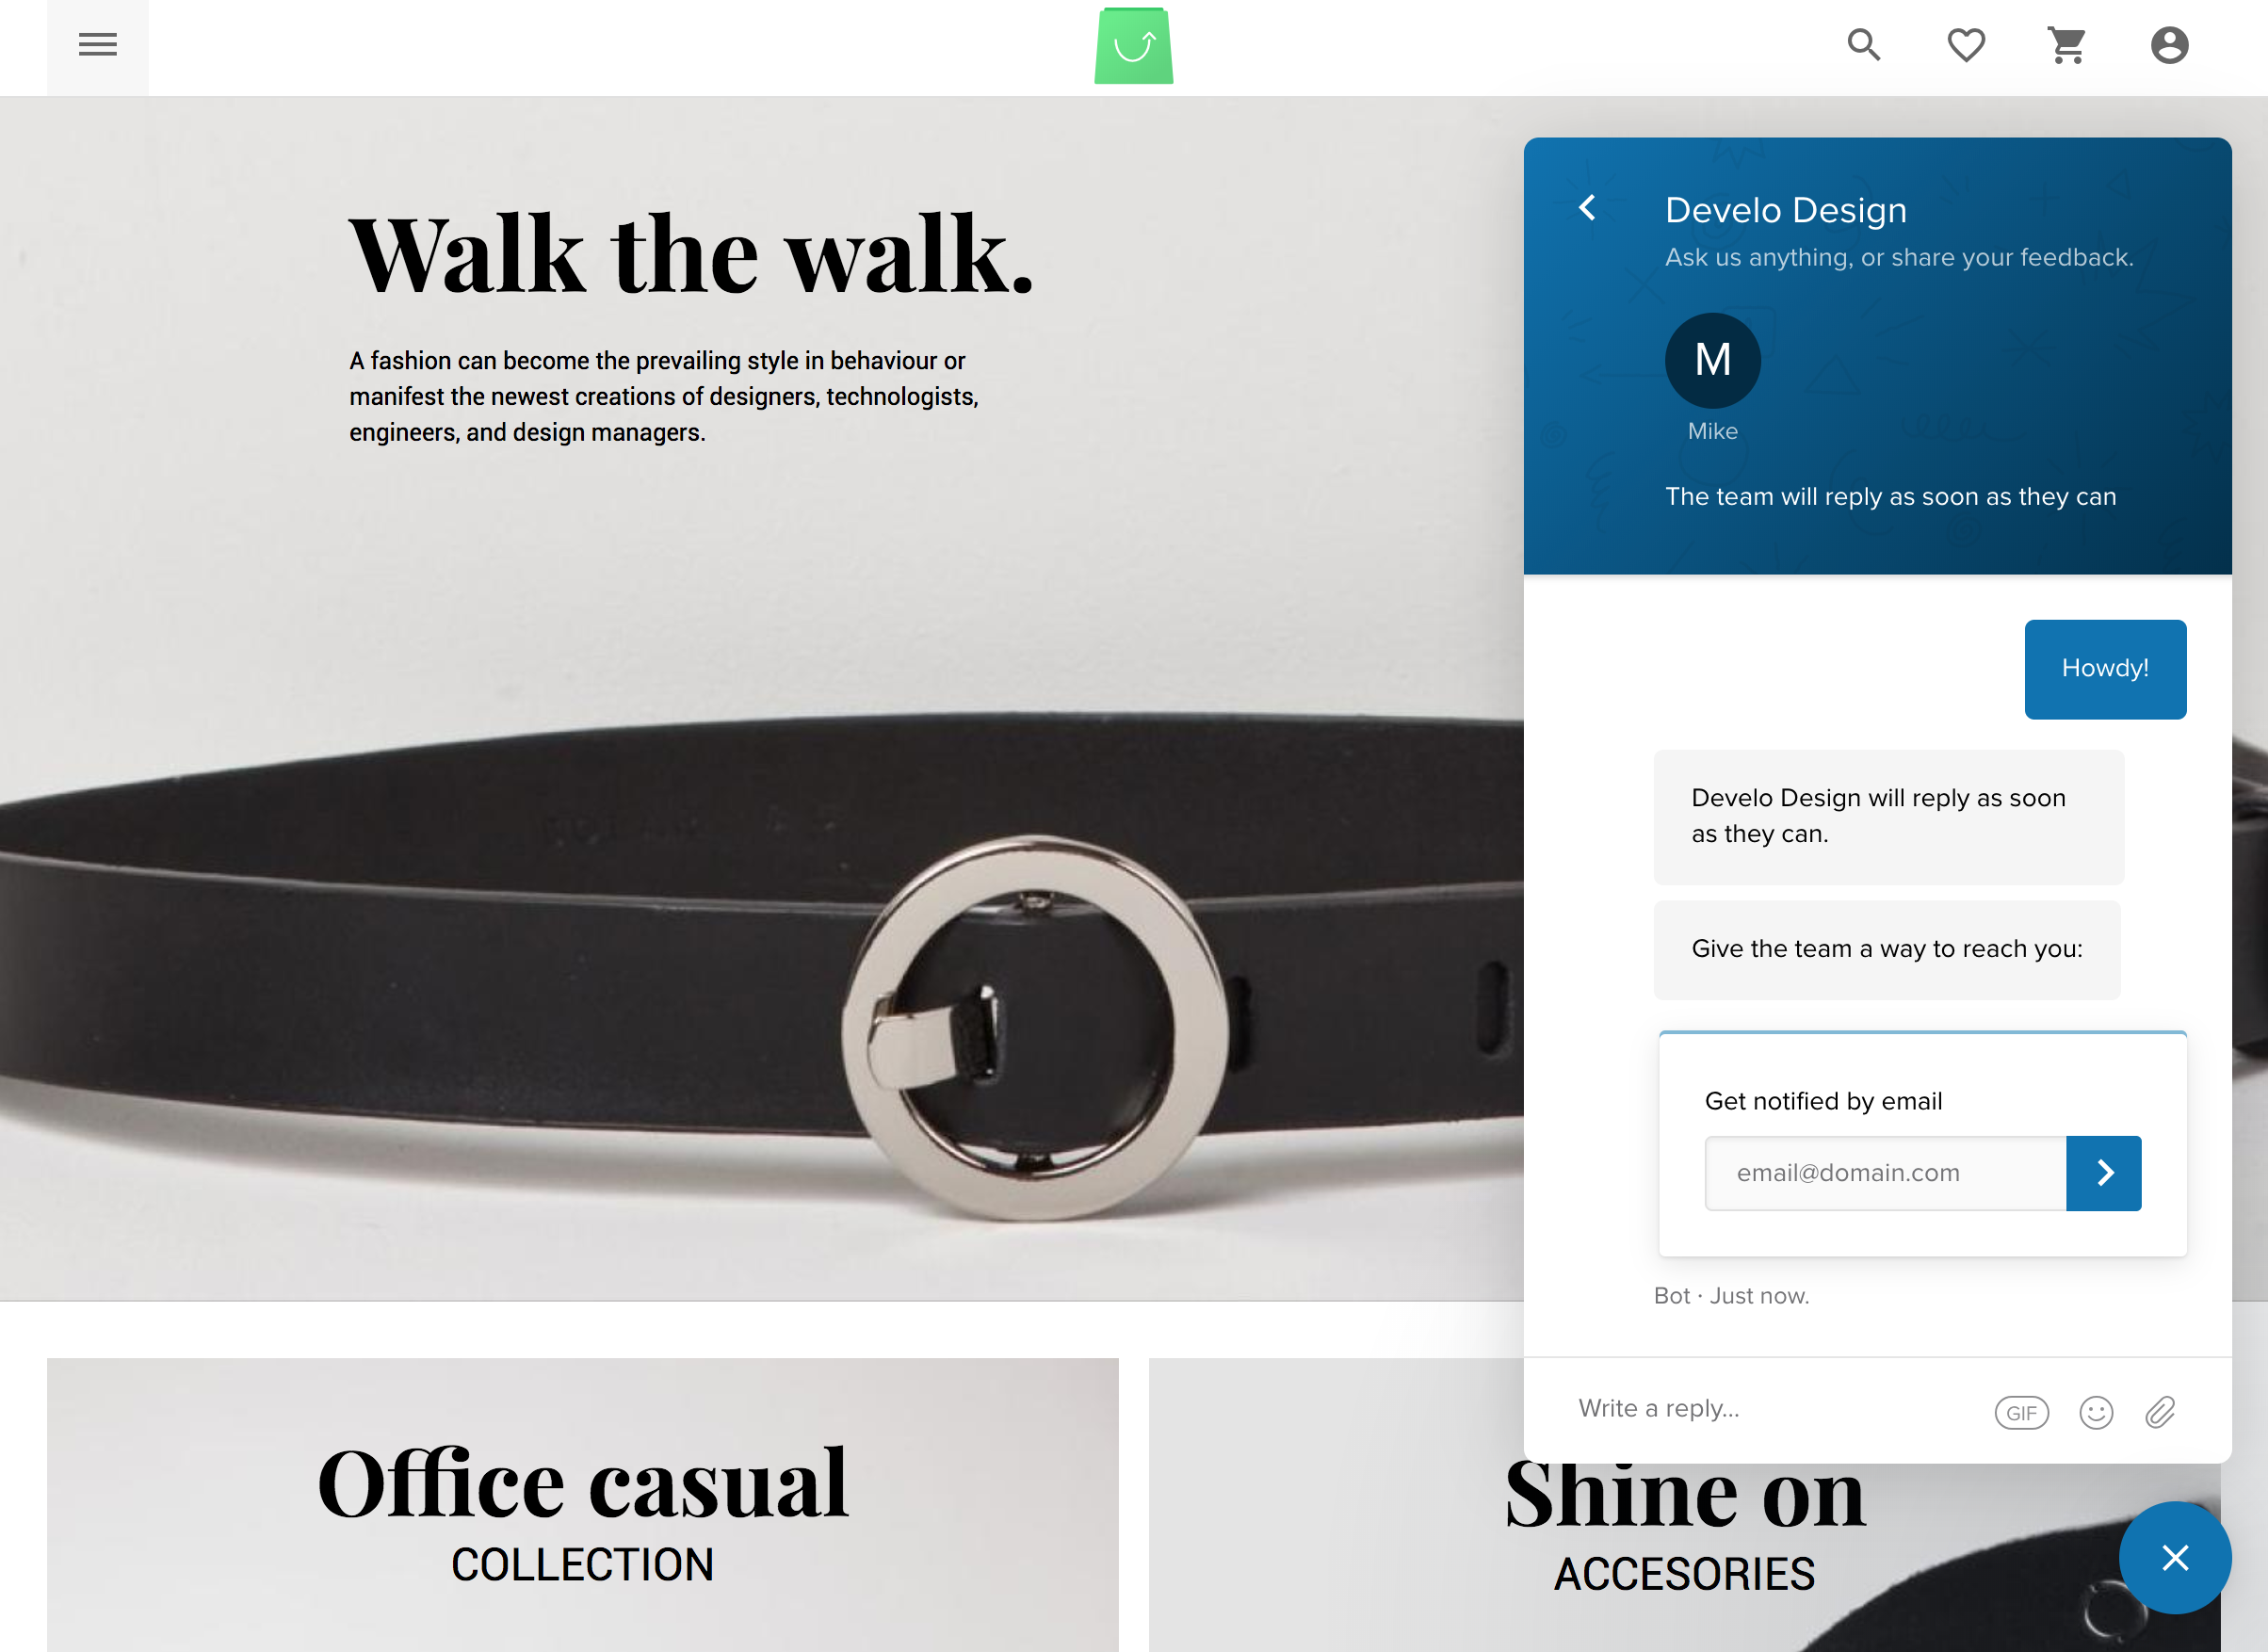 Walk the walk.
A fashion can become the prevailing style in behaviour or
manifest the newest creations of designers, technologists,
engineers, and design managers.
Develo Design
Ask us anything, or share your feedback.
M
Mike
The team will reply as soon as they can
Howdy!
Develo Design will reply as soon
as they can.
Give the team a way to reach you:
Get notified by email
email@domain.com
Bot · Just now.
Write a reply...
GIF
Office casual
COLLECTION
Shine on
ACCESORIES